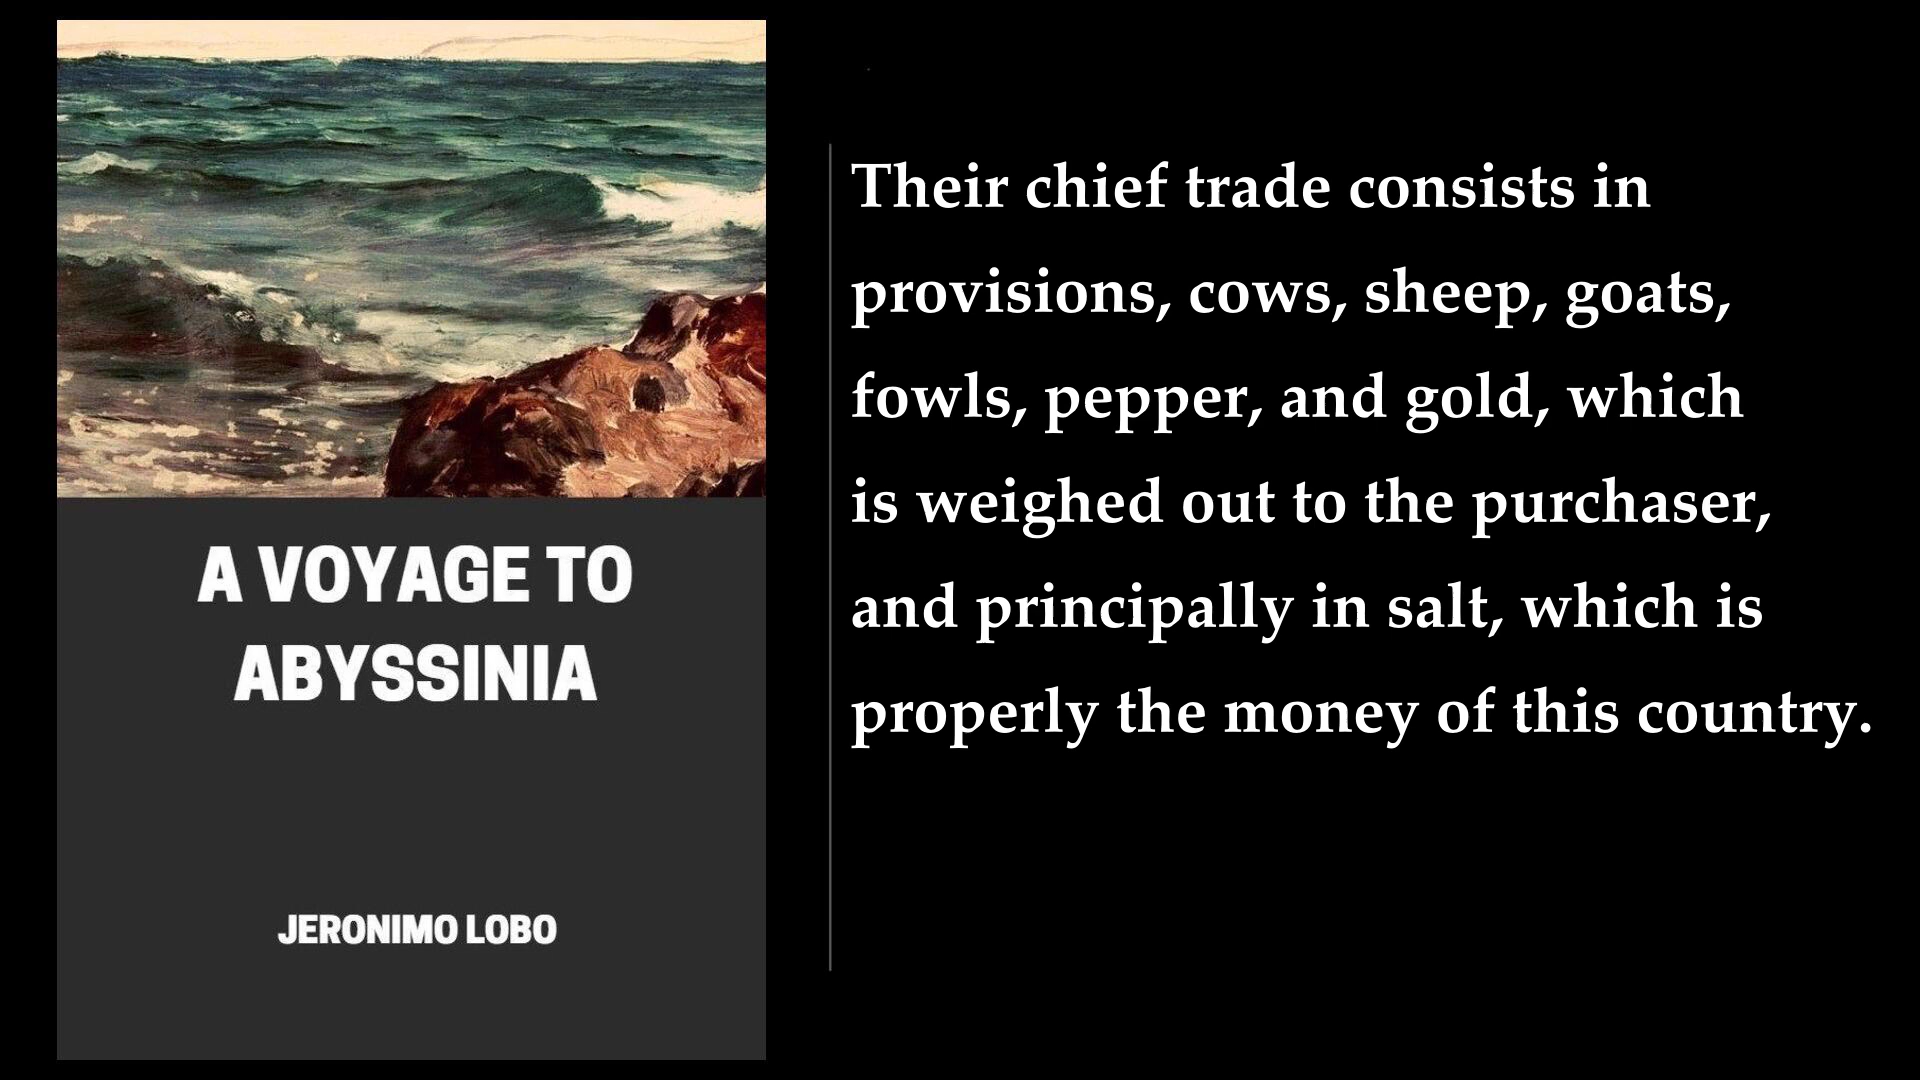 A VOYAGE TO
ABYSSINIA
JERONIMO LOBO
Their chief trade consists in
provisions, cows, sheep, goats,
fowls, pepper, and gold, which
is weighed out to the purchaser,
and principally in salt, which is
properly the money of this country.